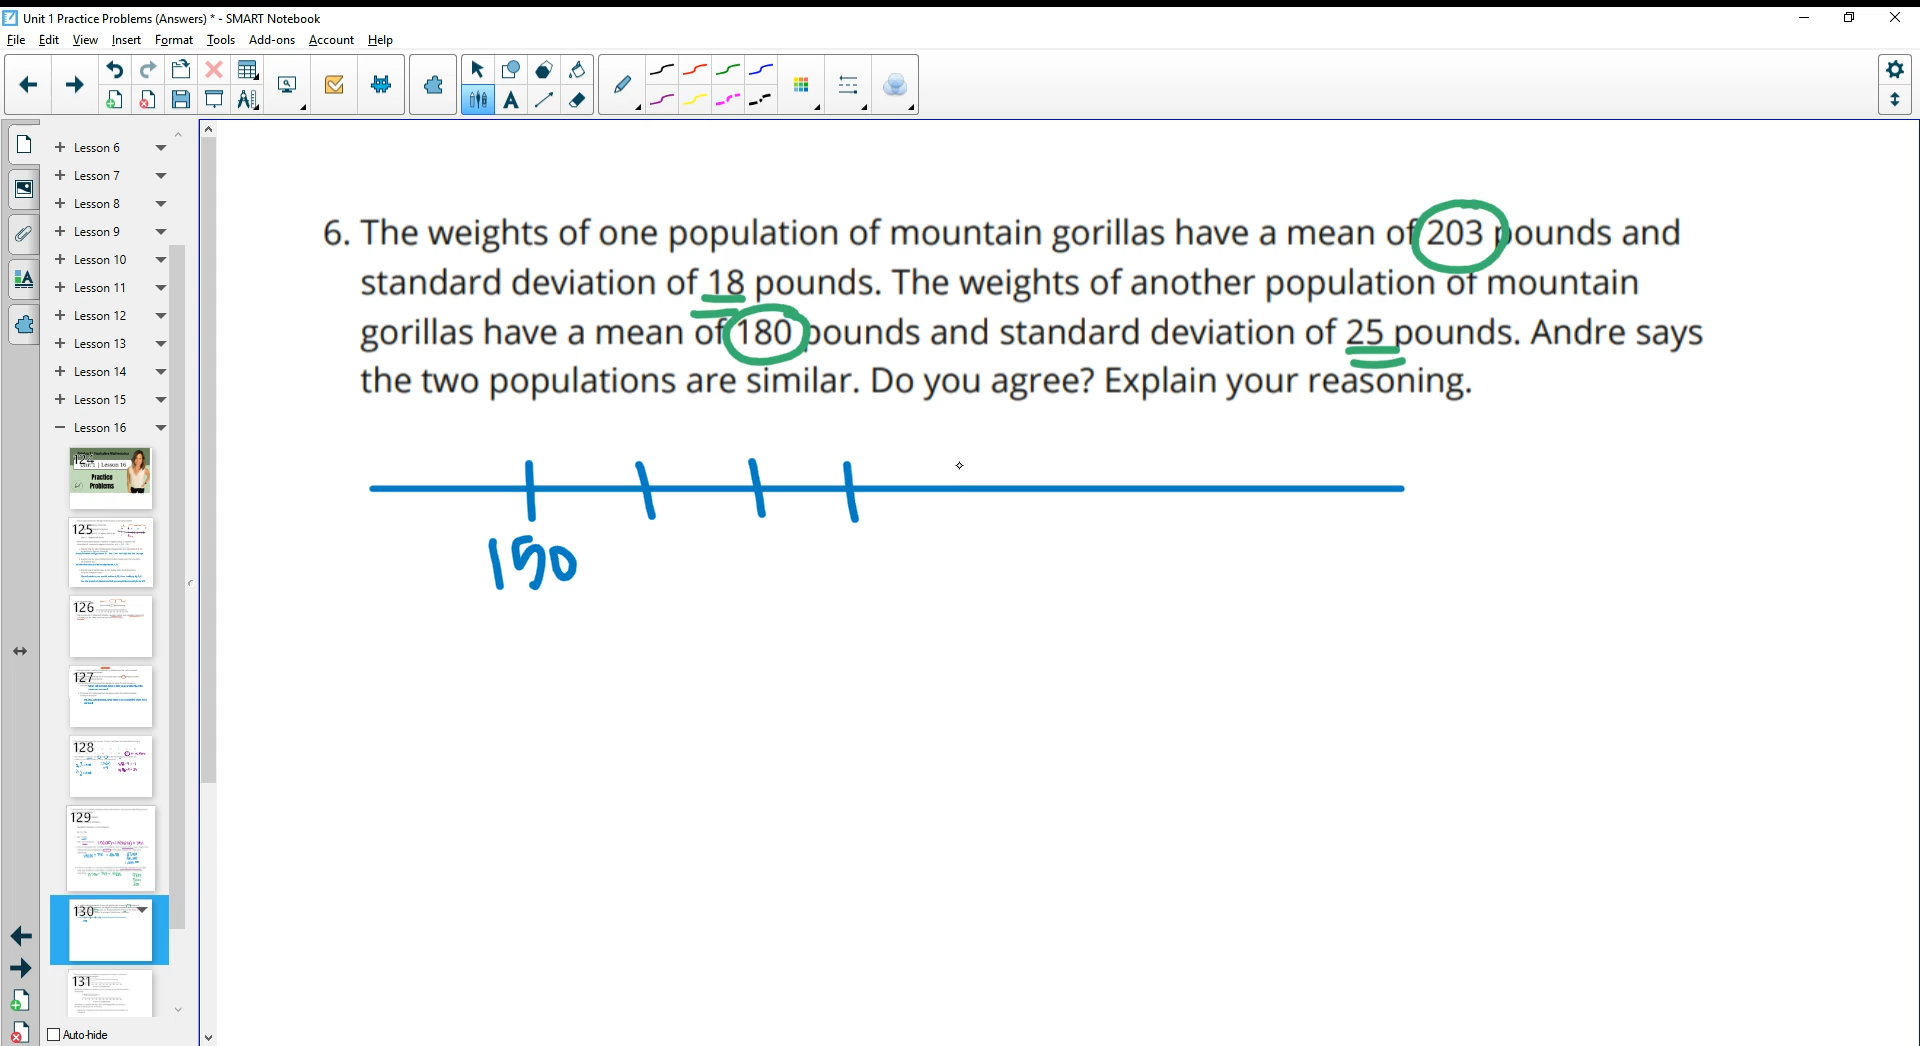 Unit 1 Practice Problems (Answers) * - SMART Notebook
File Edit View Insert Format Tools Add-ons Account Help
Lesson 6
Lesson 7
Lesson 8
Lesson 9
Lesson 10
Lesson 11
Lesson 12
Lesson 13
Lesson 14
Lesson 15
Lesson 16
124
Lesson 16
Practice
Problems
125
126
127
128
129
130
131
Auto-hide
6. The weights of one population of mountain gorillas have a mean of 203 pounds and
standard deviation of 18 pounds. The weights of another population of mountain
gorillas have a mean of 180 pounds and standard deviation of 25 pounds. Andre says
the two populations are similar. Do you agree? Explain your reasoning.
150